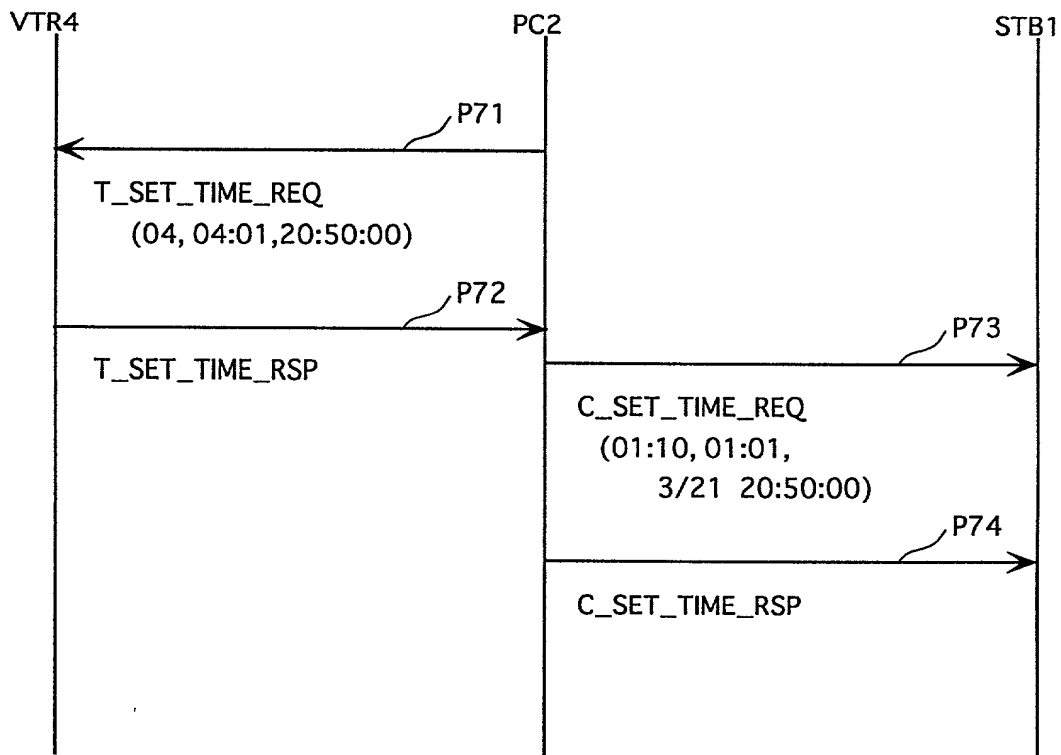 VTR4 PC2 STB1
P71
T_SET_TIME_REQ
(04, 04:01,20:50:00)
P72
T_SET_TIME_RSP
P73
C_SET_TIME_REQ
(01:10, 01:01,
3/21 20:50:00)
P74
C_SET_TIME_RSP